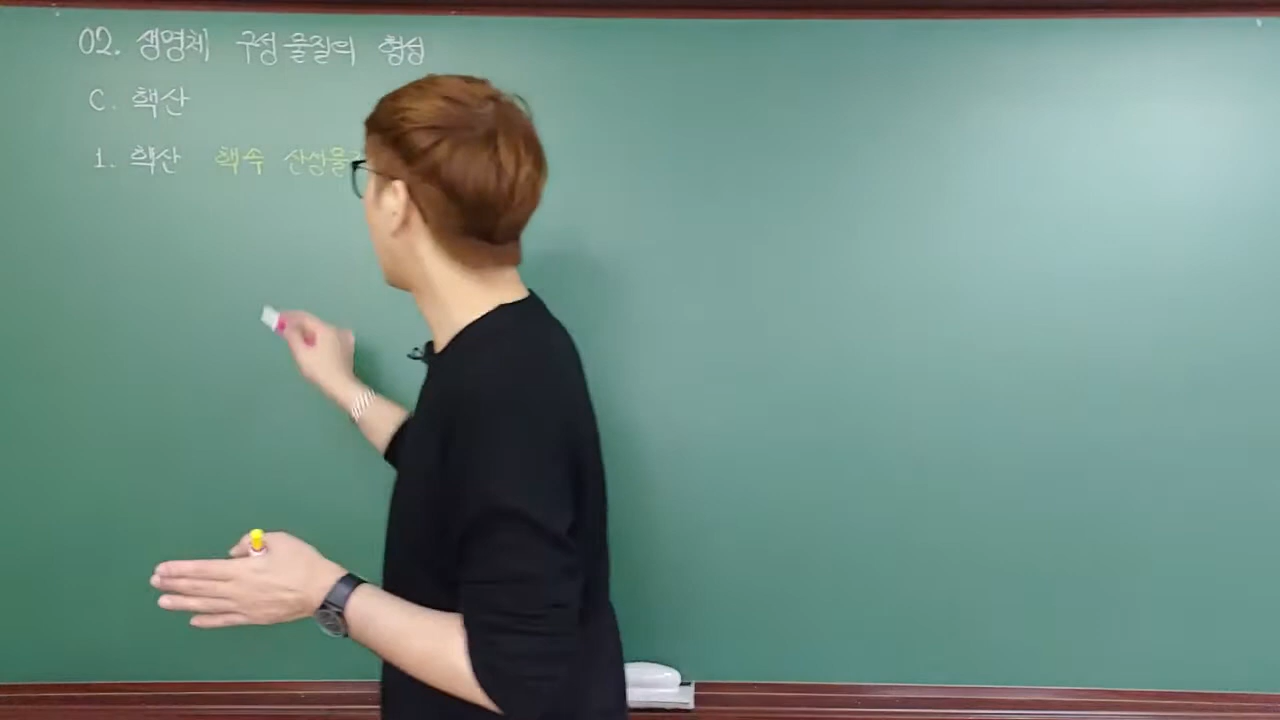 02. 생명체 구성 물질의 형성
C. 핵산
1. 핵산 핵 속 산성물